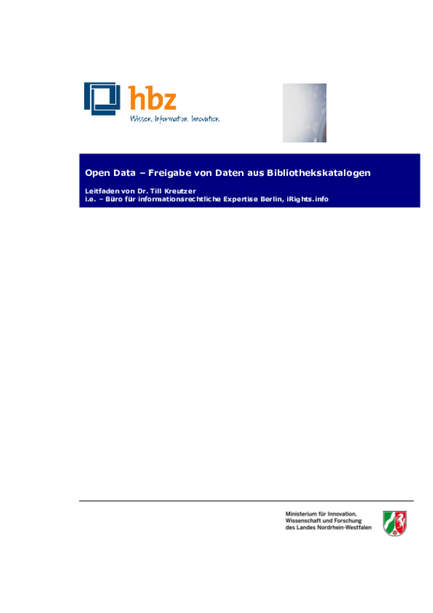 hbz
Wissen. Information. Innovation.
Open Data – Freigabe von Daten aus Bibliothekskatalogen
Leitfaden von Dr. Till Kreutzer
i.e. – Büro für informationsrechtliche Expertise Berlin, iRights.info
Ministerium für Innovation,
Wissenschaft und Forschung
des Landes Nordrhein-Westfalen